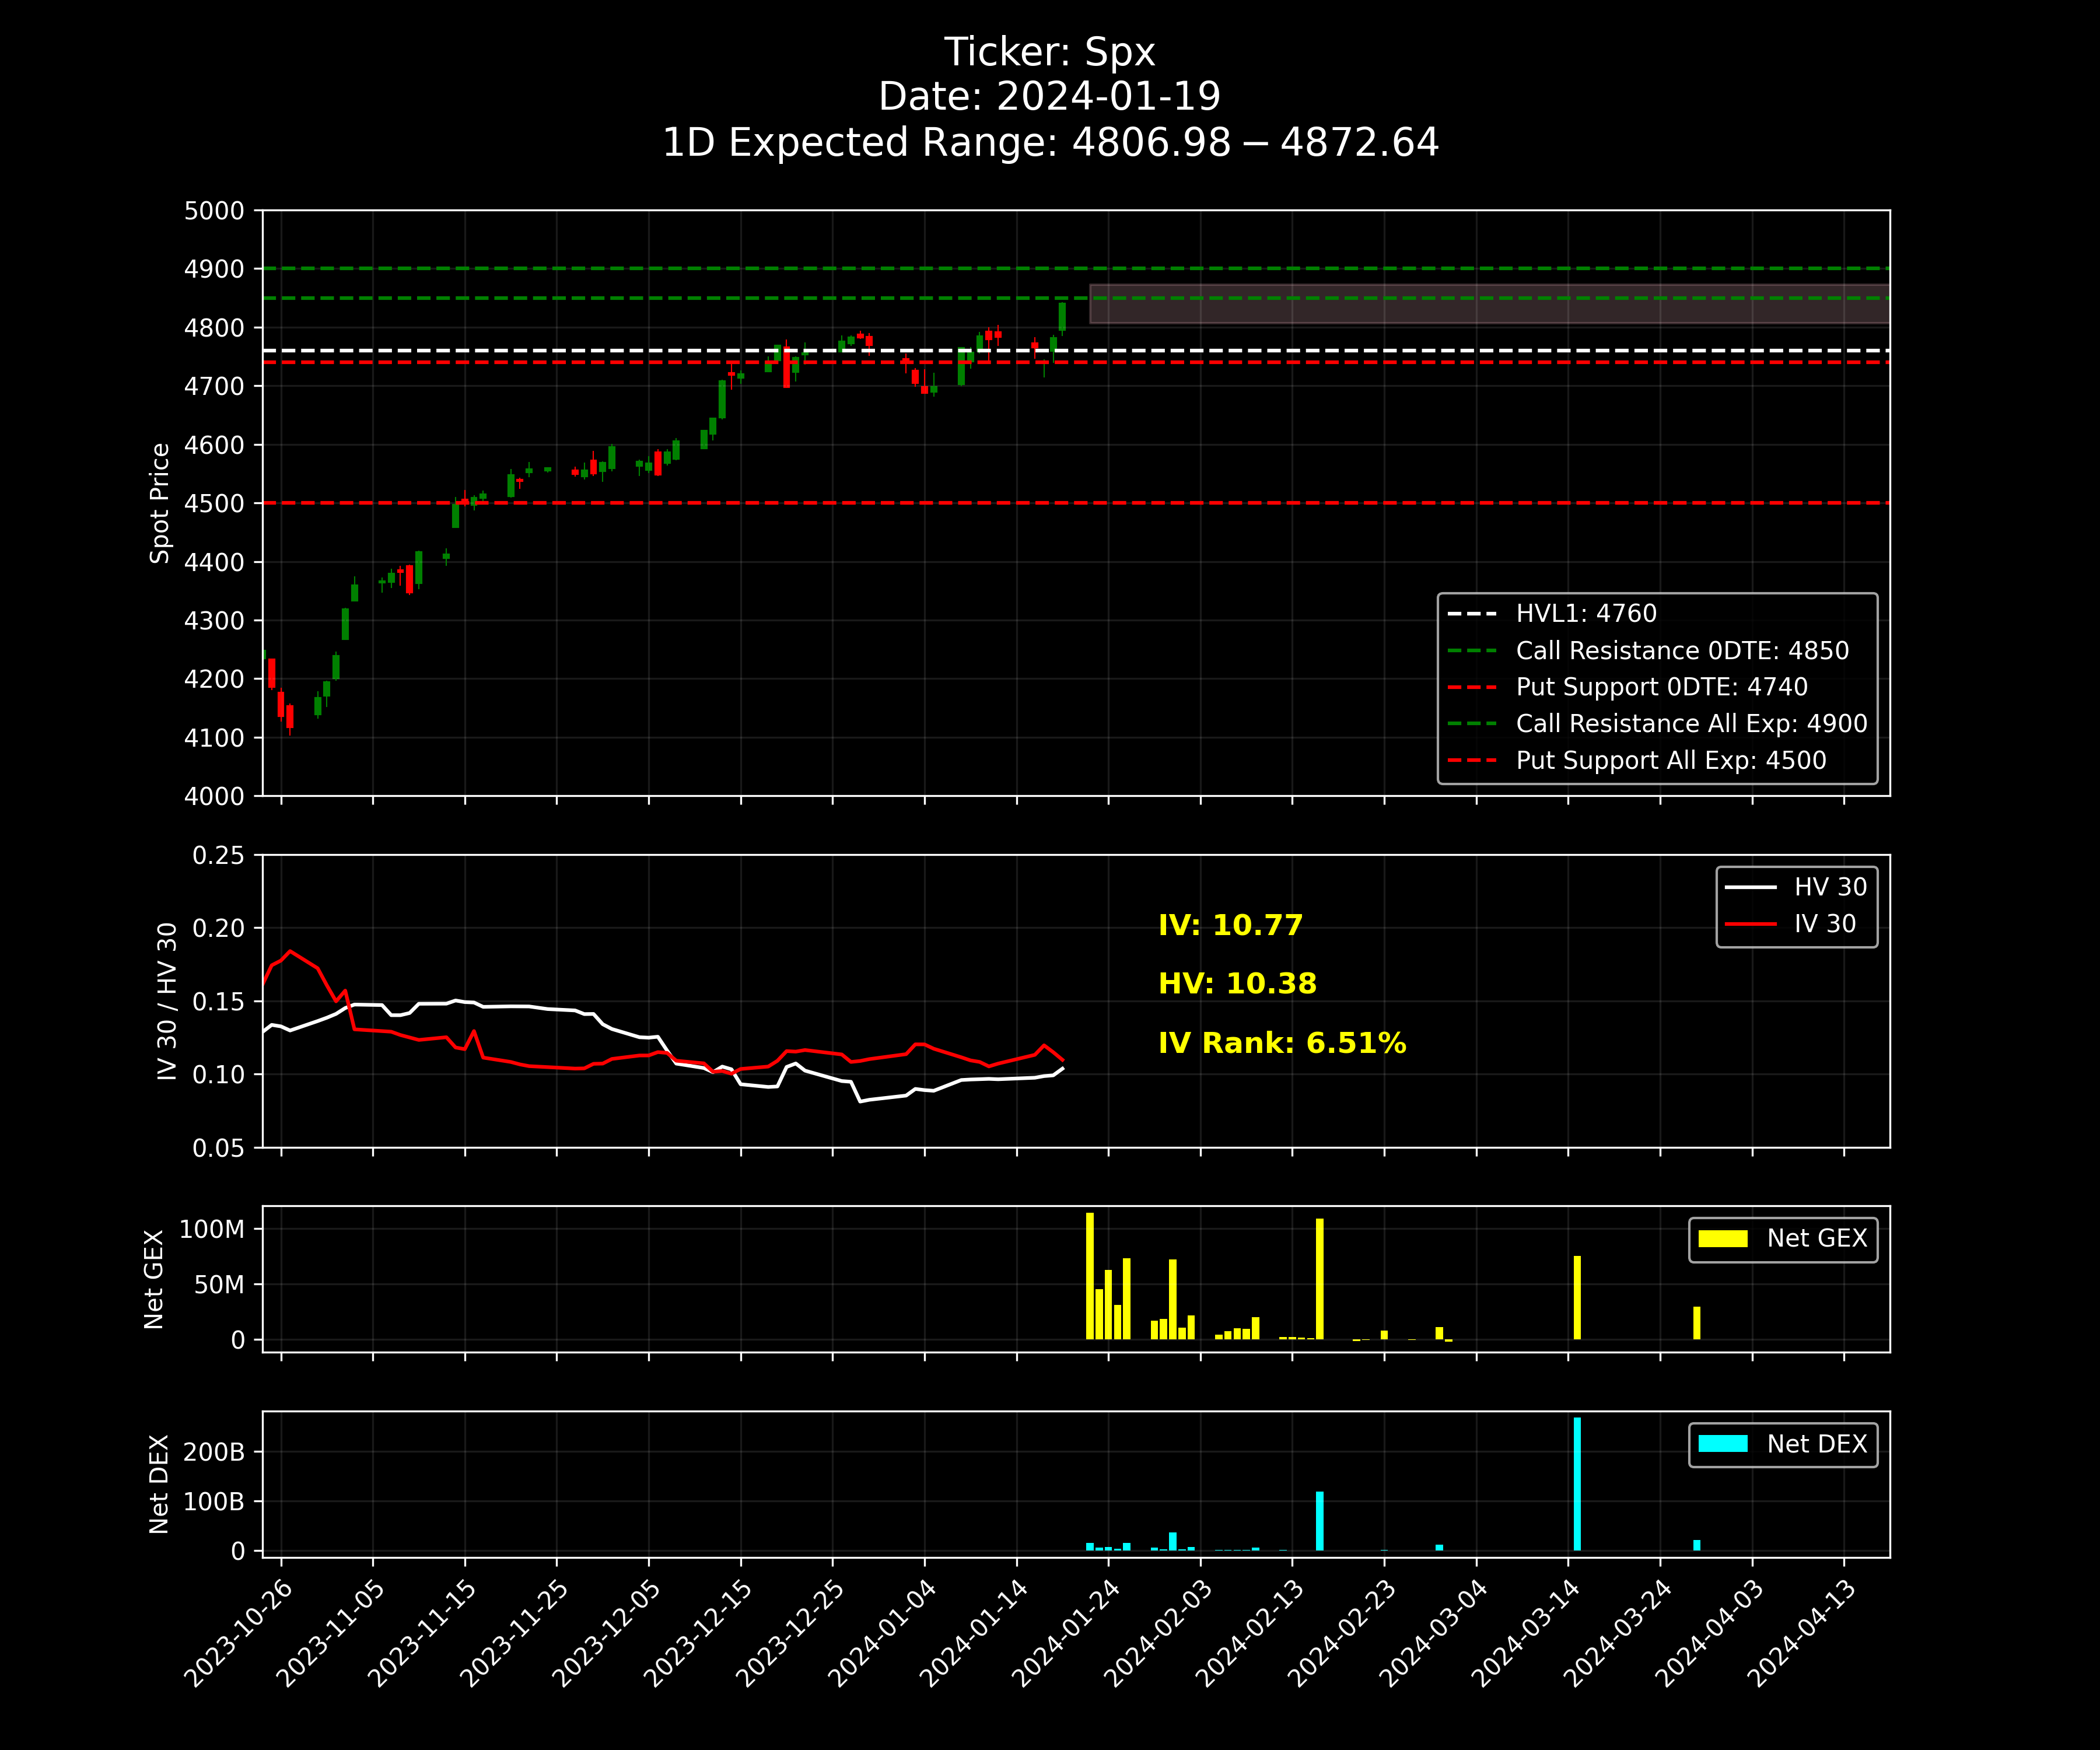 Ticker: Spx
Date: 2024-01-19
1D Expected Range: 4806.98 − 4872.64
Spot Price
5000
4900
4800
4700
4600
4500
4400
4300
4200
4100
4000
HVL1: 4760
Call Resistance 0DTE: 4850
Put Support 0DTE: 4740
Call Resistance All Exp: 4900
Put Support All Exp: 4500
IV 30 / HV 30
0.25
0.20
0.15
0.10
0.05
IV: 10.77
HV: 10.38
IV Rank: 6.51%
HV 30
IV 30
Net GEX
100M
50M
0
Net GEX
Net DEX
200B
100B
0
Net DEX
2023-10-26
2023-11-05
2023-11-15
2023-11-25
2023-12-05
2023-12-15
2023-12-25
2024-01-04
2024-01-14
2024-01-24
2024-02-03
2024-02-13
2024-02-23
2024-03-04
2024-03-14
2024-03-24
2024-04-03
2024-04-13